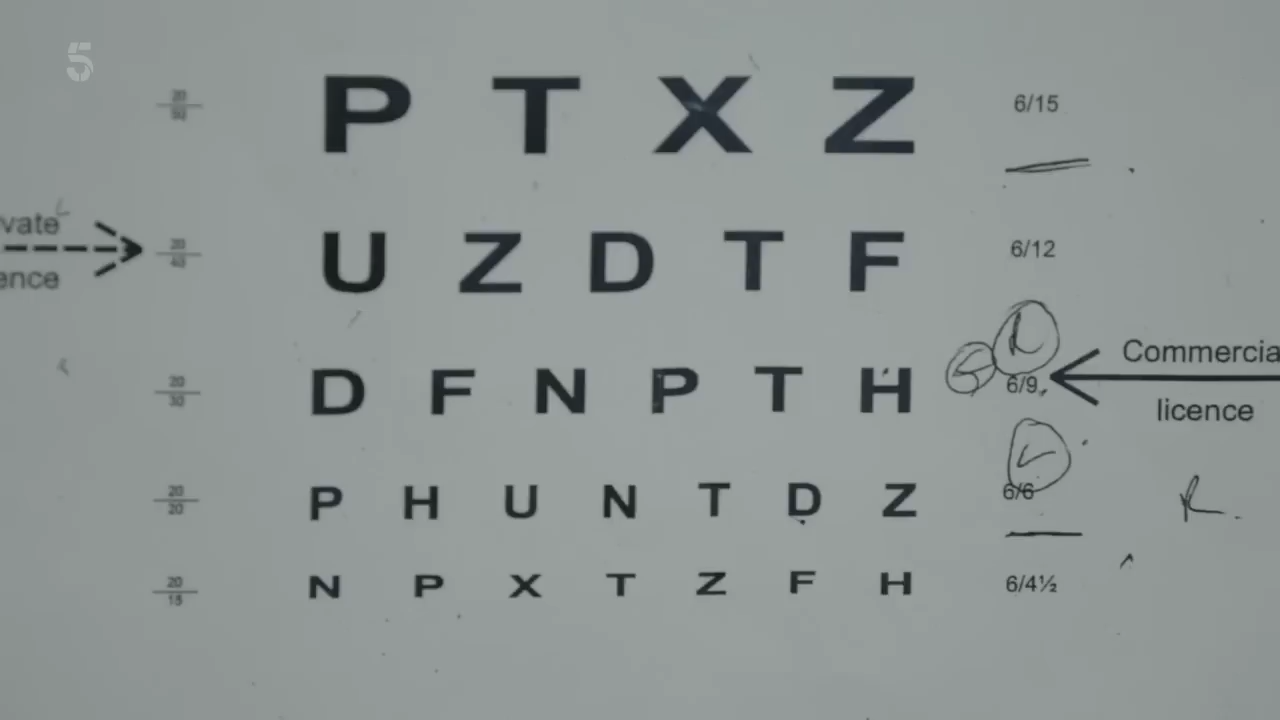 5
20
50
P T X Z
6/15
vate
ence
20
40
U Z D T F
6/12
20
30
D F N P T H
6/9
Commercia
licence
20
20
P H U N T D Z
6/6
R
20
15
N P X T Z F H
6/4½